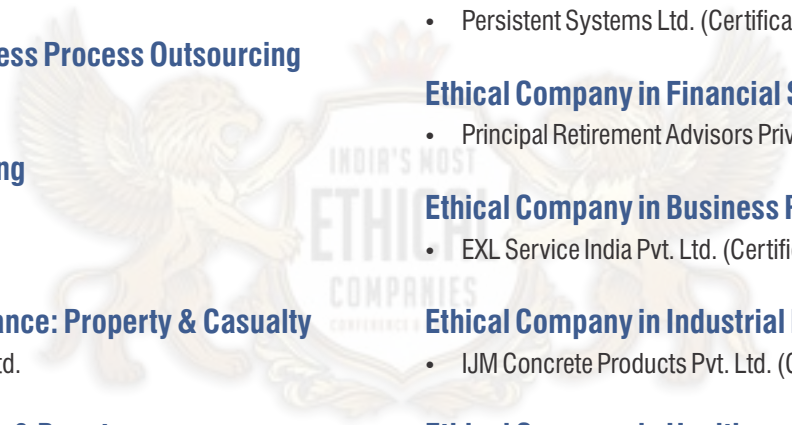 ess Process Outsourcing
ng
ance: Property & Casualty
td.
• Persistent Systems Ltd. (Certifica
Ethical Company in Financial S
• Principal Retirement Advisors Priv
Ethical Company in Business P
• EXL Service India Pvt. Ltd. (Certifi
Ethical Company in Industrial
• IJM Concrete Products Pvt. Ltd. (C
INDIA'S MOST
ETHICAL
COMPANIES